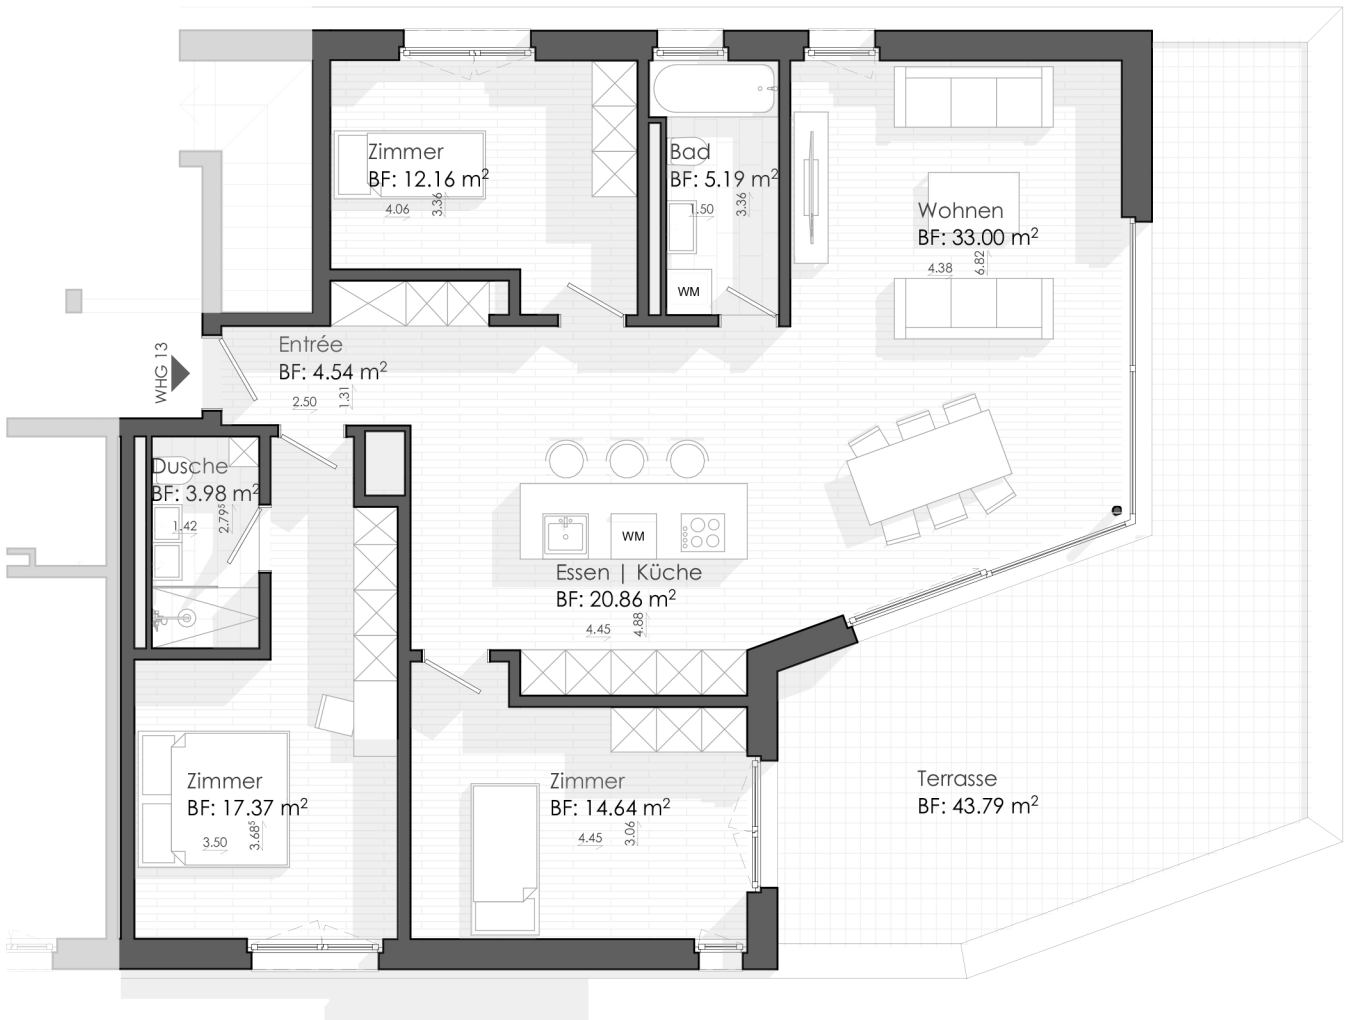 Zimmer
BF: 12.16 m²
4.06
3.36
Bad
BF: 5.19 m²
1.50
3.36
WM
Wohnen
BF: 33.00 m²
4.38
6.82
WHG 13
Entrée
BF: 4.54 m²
2.50
1.31
Dusche
BF: 3.98 m²
1.42
2.79⁵
WM
Essen | Küche
BF: 20.86 m²
4.45
4.88
Zimmer
BF: 17.37 m²
3.50
3.68⁵
Zimmer
BF: 14.64 m²
4.45
3.06
Terrasse
BF: 43.79 m²